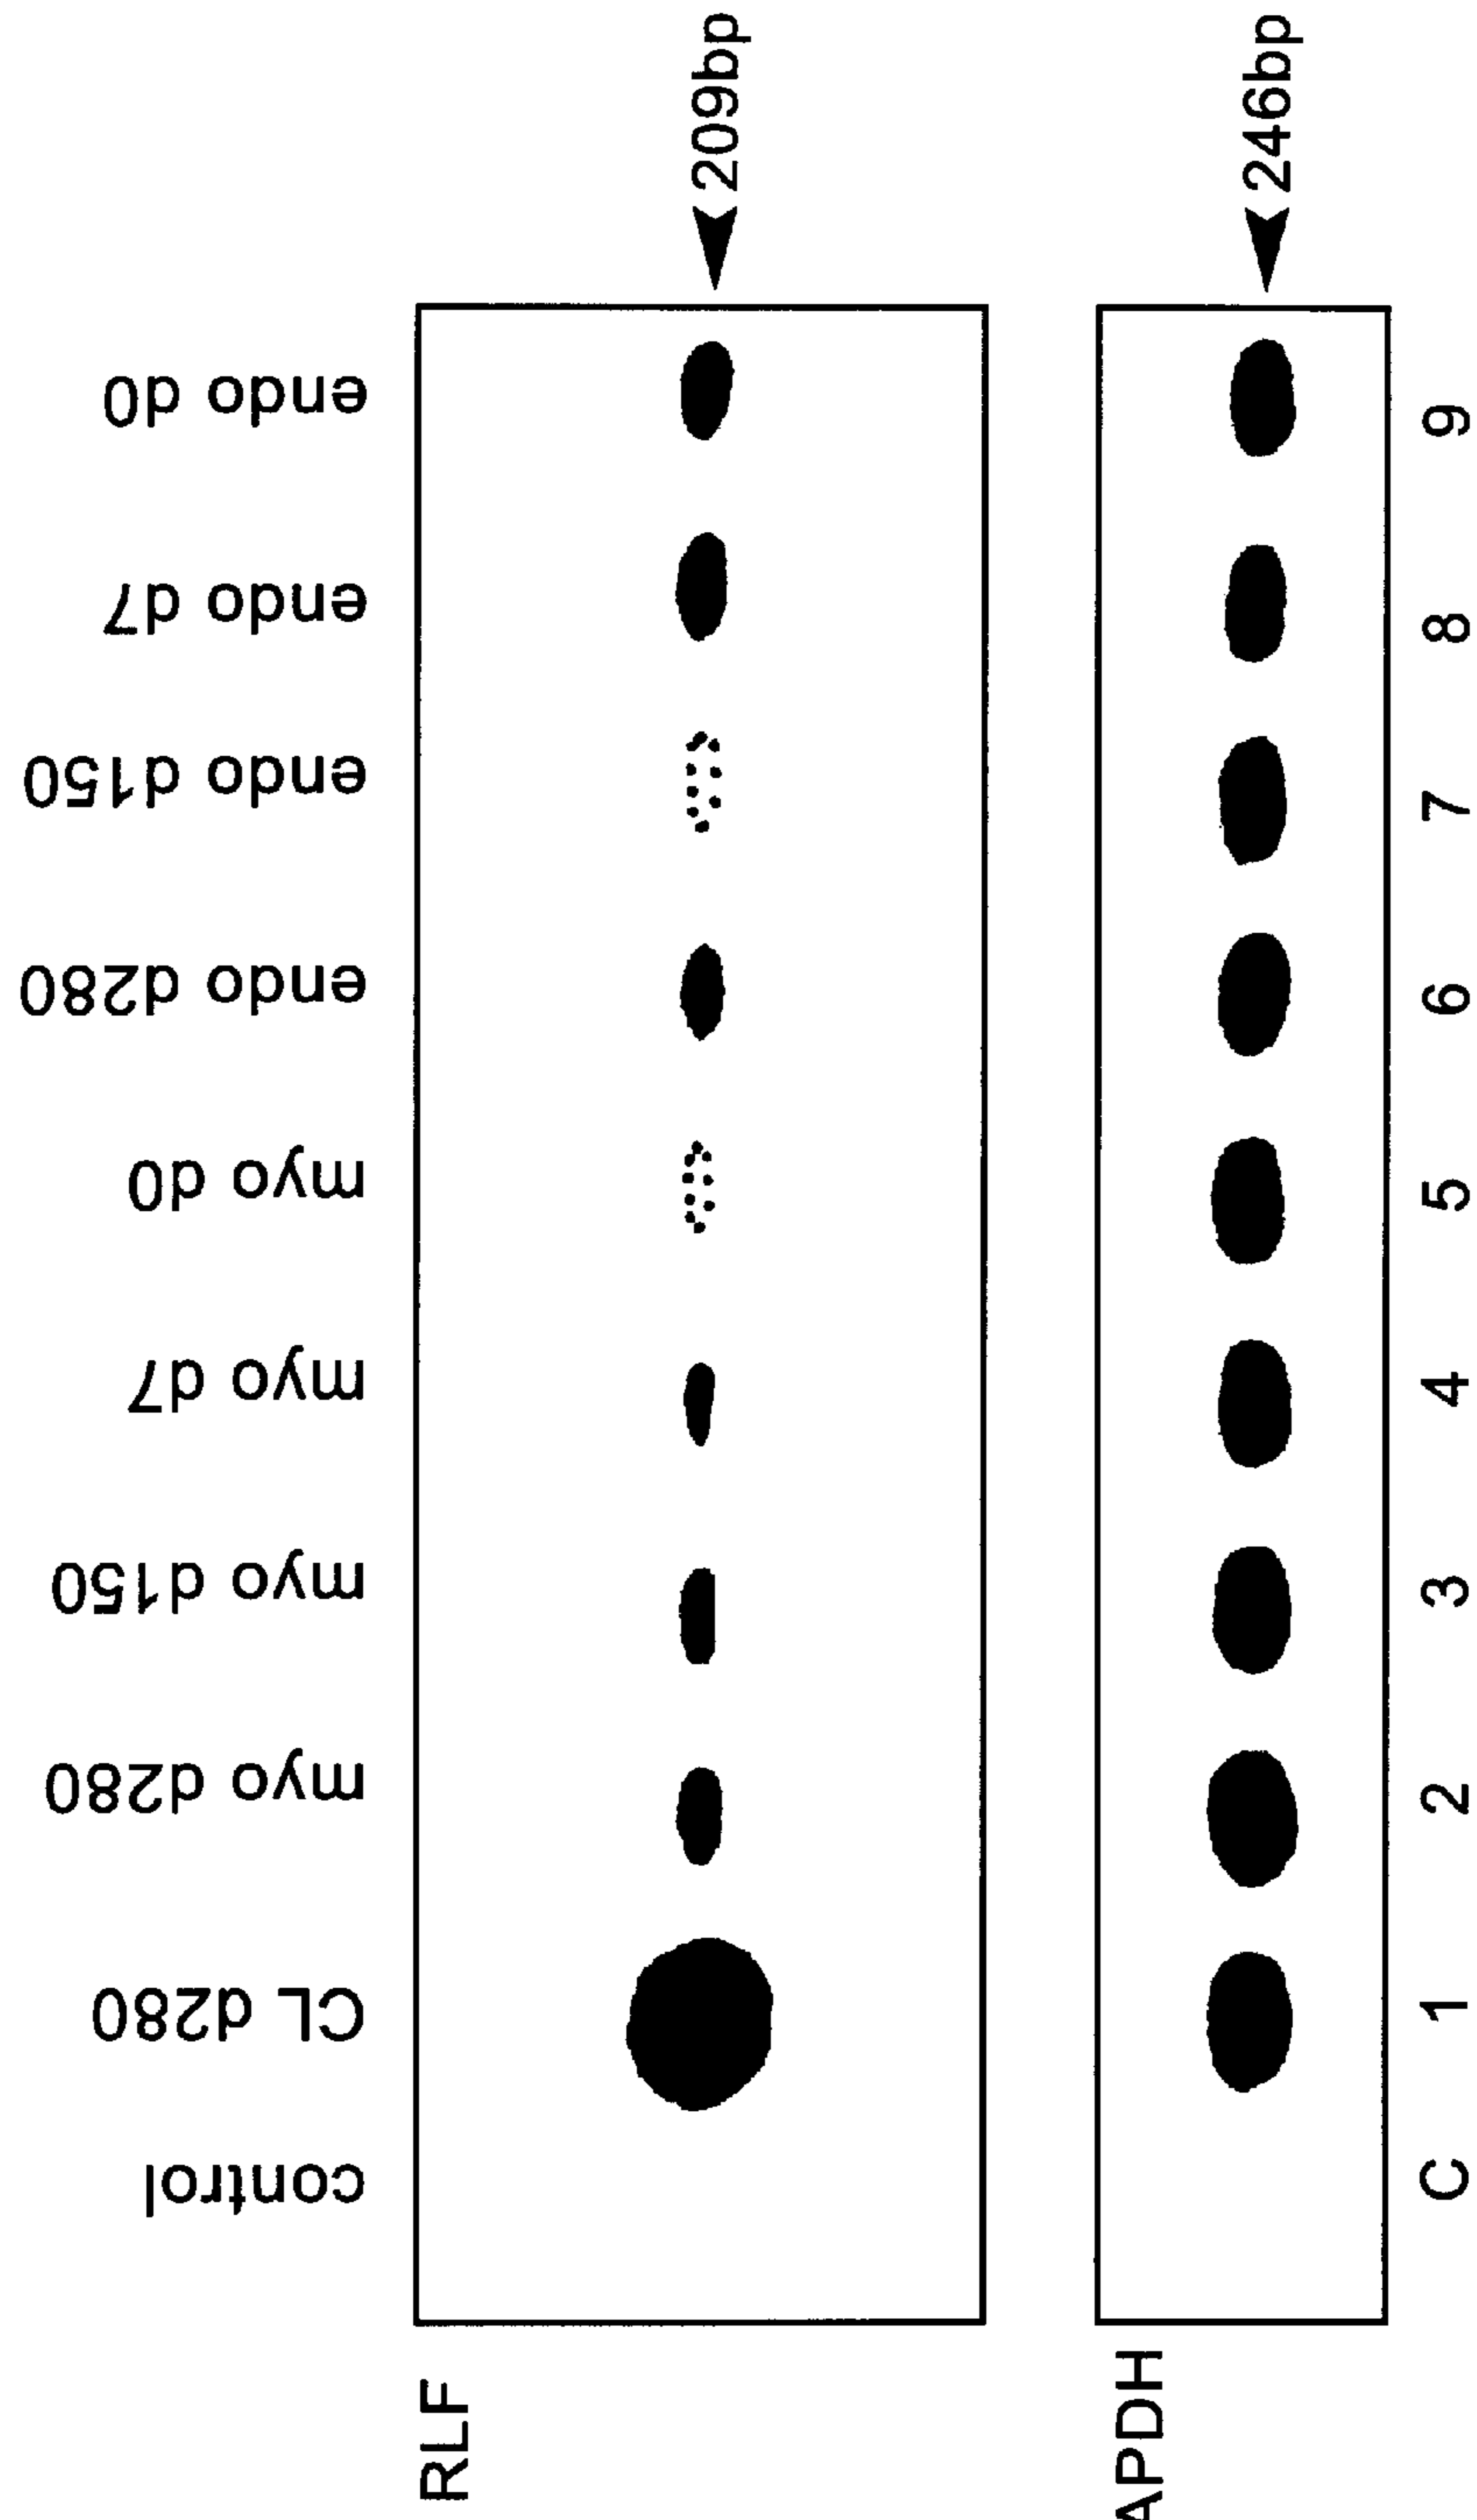 control
CL d280
myo d280
myo d150
myo d7
myo d0
endo d280
endo d150
endo d7
endo d0
RLF
209bp
APDH
246bp
C 1 2 3 4 5 6 7 8 9